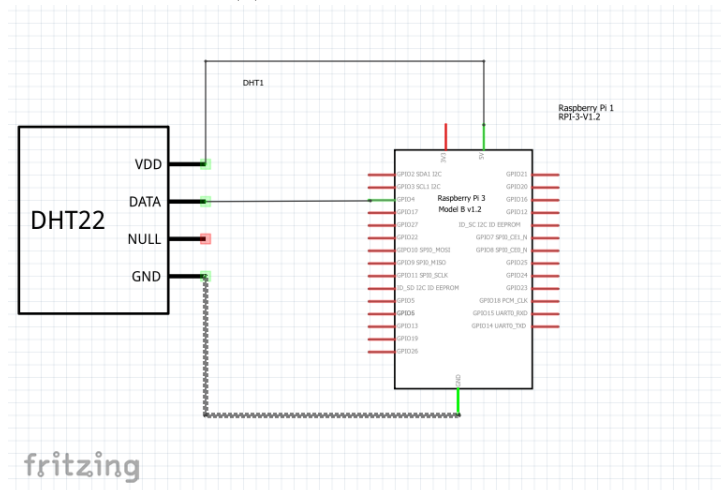 DHT1
Raspberry Pi 1
RPI-3-V1.2
VDD
DATA
NULL
GND
DHT22
3V3
5V
Raspberry Pi 3
Model B v1.2
GPIO2 SDA1 I2C
GPIO3 SCL1 I2C
GPIO4
GPIO17
GPIO27
GPIO22
GPIO10 SPI0_MOSI
GPIO9 SPI0_MISO
GPIO11 SPI0_SCLK
ID_SD I2C ID EEPROM
GPIO5
GPIO6
GPIO13
GPIO19
GPIO26
GPIO21
GPIO20
GPIO16
GPIO12
ID_SC I2C ID EEPROM
GPIO7 SPI0_CE1_N
GPIO8 SPI0_CE0_N
GPIO25
GPIO24
GPIO23
GPIO18 PCM_CLK
GPIO15 UART0_RXD
GPIO14 UART0_TXD
GND
fritzing